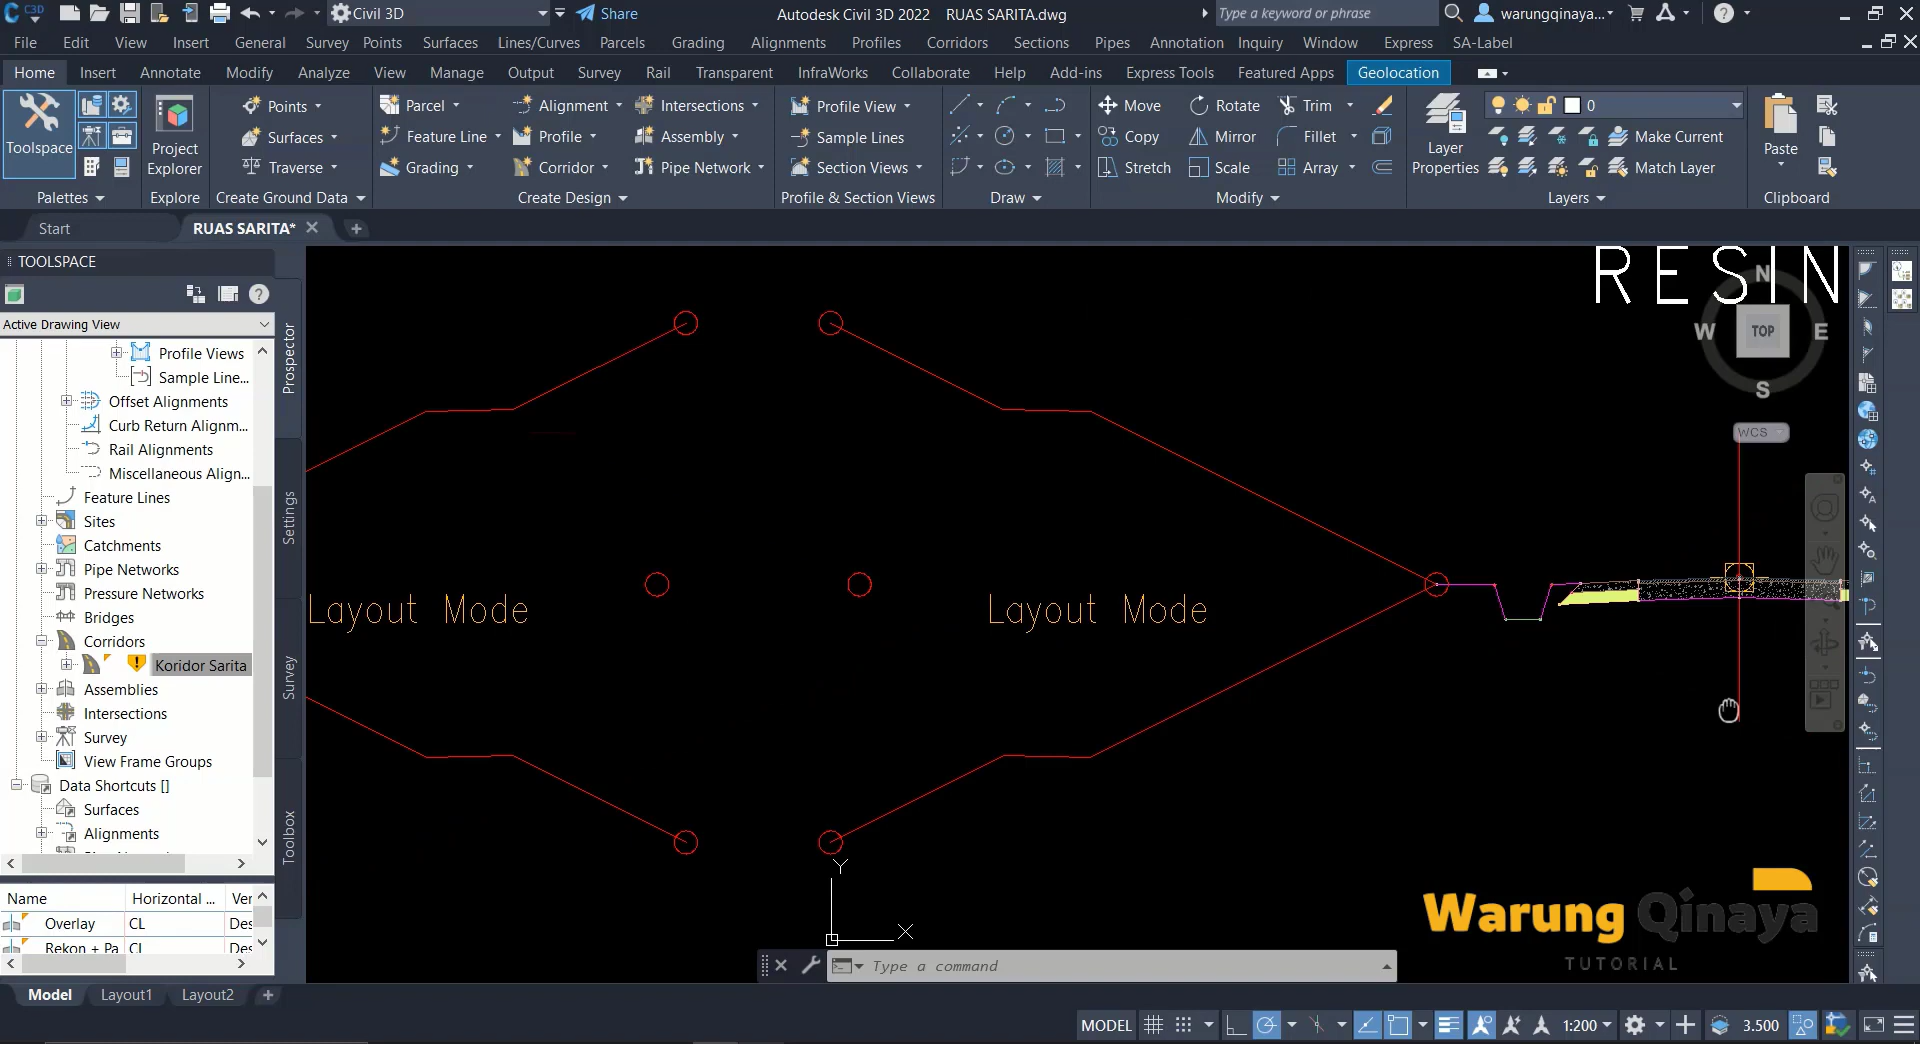 C3D
Civil 3D
Share
Autodesk Civil 3D 2022 RUAS SARITA.dwg
Type a keyword or phrase
warungqinaya...
File Edit View Insert General Survey Points Surfaces Lines/Curves Parcels Grading Alignments Profiles Corridors Sections Pipes Annotation Inquiry Window Express SA-Label
Home Insert Annotate Modify Analyze View Manage Output Survey Rail Transparent InfraWorks Collaborate Help Add-ins Express Tools Featured Apps Geolocation
Points Parcel Alignment Intersections Profile View Move Rotate Trim 0
Toolspace Project Explorer Surfaces Feature Line Profile Assembly Sample Lines Copy Mirror Fillet Layer Properties Make Current Paste
Traverse Grading Corridor Pipe Network Section Views Stretch Scale Array Match Layer
Palettes Explore Create Ground Data Create Design Profile & Section Views Draw Modify Layers Clipboard
Start RUAS SARITA*
TOOLSPACE
Active Drawing View
Profile Views
Sample Line...
Offset Alignments
Curb Return Alignm...
Rail Alignments
Miscellaneous Align...
Feature Lines
Sites
Catchments
Pipe Networks
Pressure Networks
Bridges
Corridors
Koridor Sarita
Assemblies
Intersections
Survey
View Frame Groups
Data Shortcuts []
Surfaces
Alignments
Name Horizontal ... Ver
Overlay CL Des
Rekon + Pa CL Des
Prospector
Settings
Survey
Toolbox
RESIN
N
W TOP E
S
WCS
Layout Mode
Layout Mode
Y
X
Warung Qinaya
TUTORIAL
Type a command
Model Layout1 Layout2
MODEL 1:200 3.500